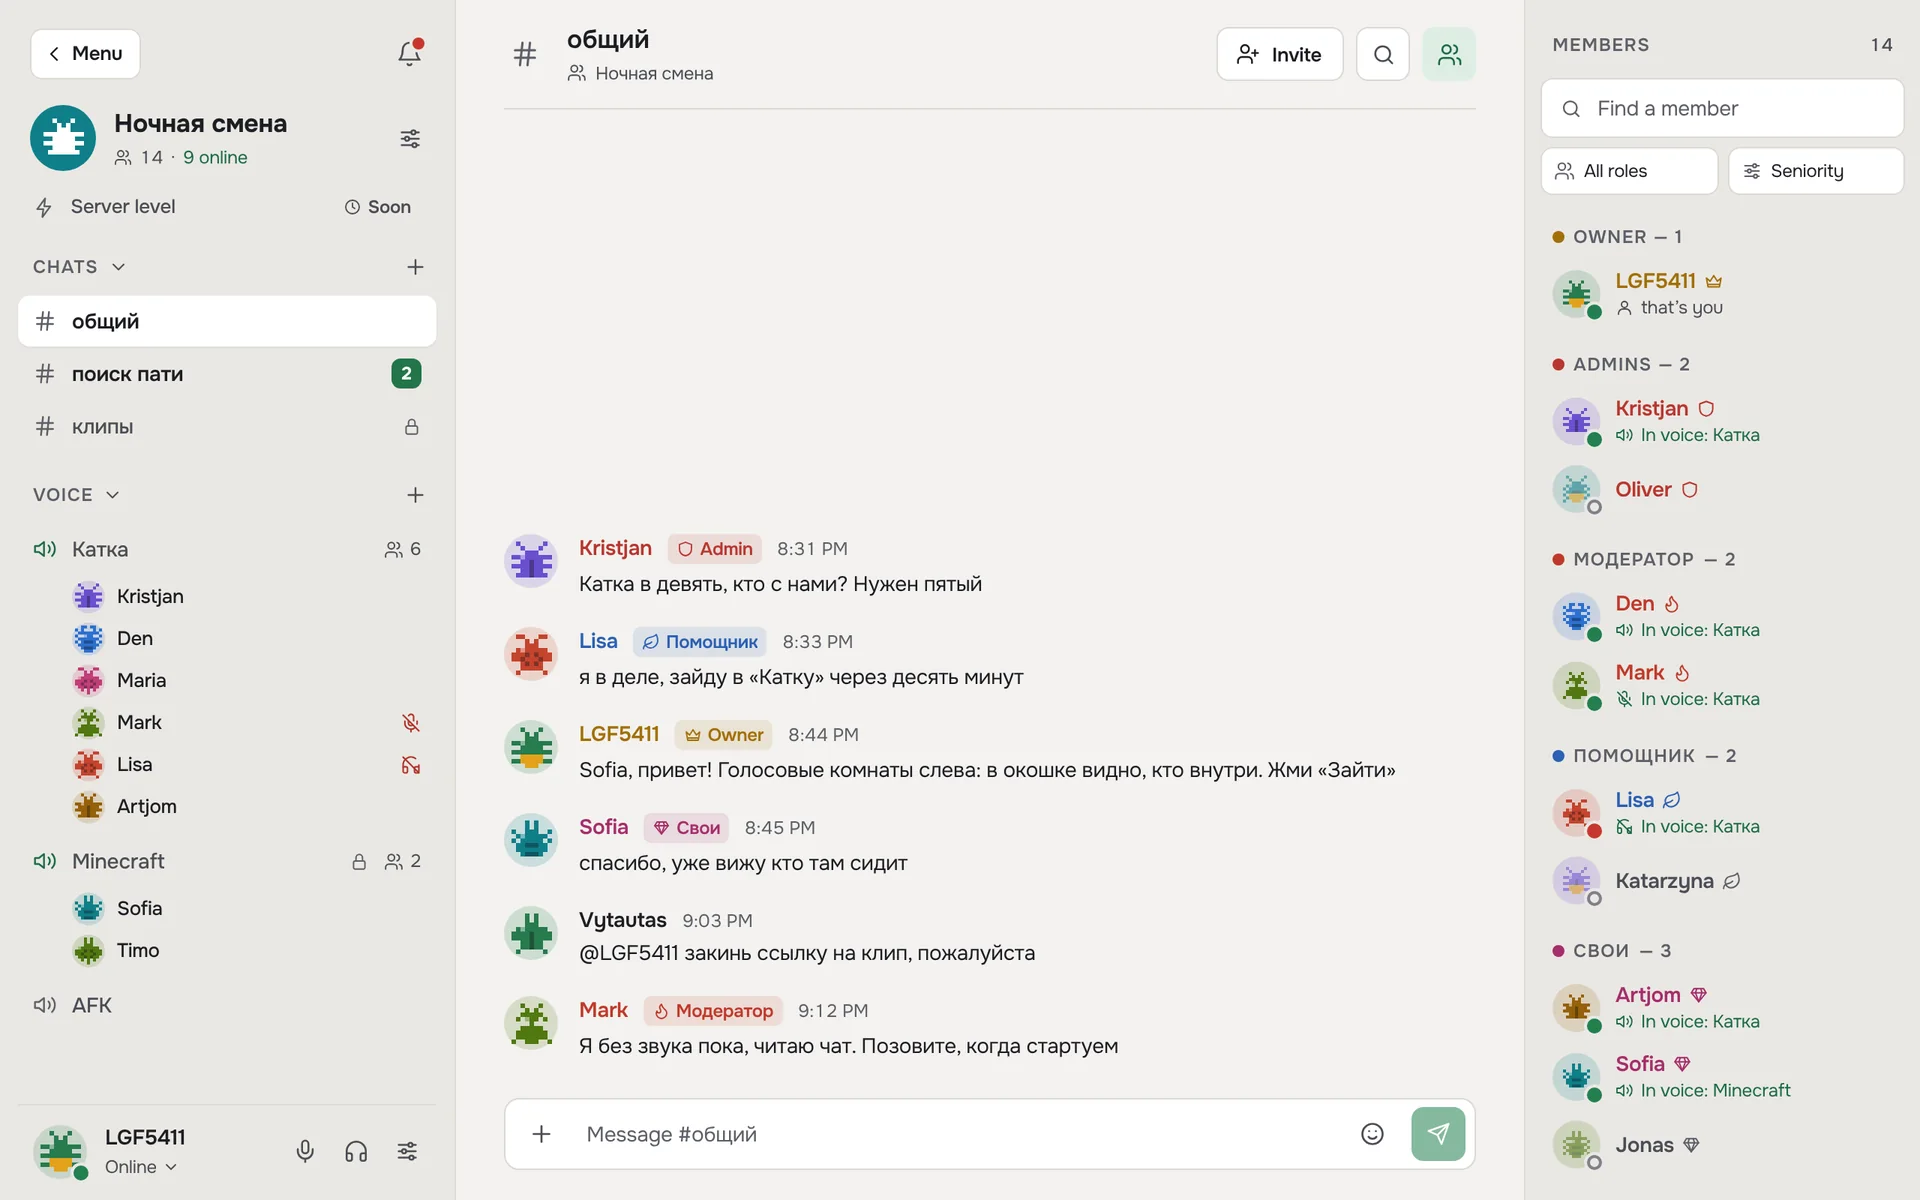 Menu
Ночная смена
14 · 9 online
Server level
Soon
CHATS
общий
поиск пати
2
клипы
VOICE
Катка
6
Kristjan
Den
Maria
Mark
Lisa
Artjom
Minecraft
2
Sofia
Timo
AFK
LGF5411
Online
общий
Ночная смена
Invite
Kristjan Admin 8:31 PM
Катка в девять, кто с нами? Нужен пятый
Lisa Помощник 8:33 PM
я в деле, зайду в «Катку» через десять минут
LGF5411 Owner 8:44 PM
Sofia, привет! Голосовые комнаты слева: в окошке видно, кто внутри. Жми «Зайти»
Sofia Свои 8:45 PM
спасибо, уже вижу кто там сидит
Vytautas 9:03 PM
@LGF5411 закинь ссылку на клип, пожалуйста
Mark Модератор 9:12 PM
Я без звука пока, читаю чат. Позовите, когда стартуем
Message #общий
MEMBERS 14
Find a member
All roles
Seniority
OWNER — 1
LGF5411
that's you
ADMINS — 2
Kristjan
In voice: Катка
Oliver
МОДЕРАТОР — 2
Den
In voice: Катка
Mark
In voice: Катка
ПОМОЩНИК — 2
Lisa
In voice: Катка
Katarzyna
СВОИ — 3
Artjom
In voice: Катка
Sofia
In voice: Minecraft
Jonas